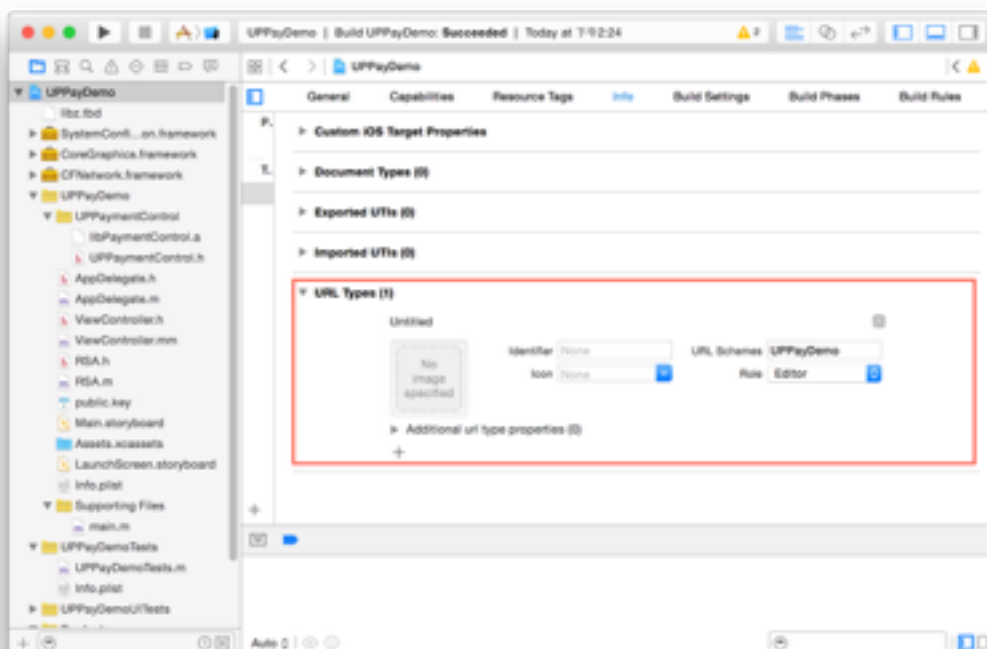 UPPayDemo | Build UPPayDemo: Succeeded | Today at 下午2:24
UPPayDemo
General Capabilities Resource Tags Info Build Settings Build Phases Build Rules
UPPayDemo
libz.tbd
SystemConfi...on.framework
CoreGraphics.framework
CFNetwork.framework
UPPayDemo
UPPaymentControl
libPaymentControl.a
UPPaymentControl.h
AppDelegate.h
AppDelegate.m
ViewController.h
ViewController.mm
RSA.h
RSA.m
public.key
Main.storyboard
Assets.xcassets
LaunchScreen.storyboard
Info.plist
Supporting Files
main.m
UPPayDemoTests
UPPayDemoTests.m
Info.plist
UPPayDemoUITests
P.
T.
Custom iOS Target Properties
Document Types (0)
Exported UTIs (0)
Imported UTIs (0)
URL Types (1)
Untitled
No
image
specified
Identifier None URL Schemes UPPayDemo
Icon None Role Editor
Additional url type properties (0)
Auto